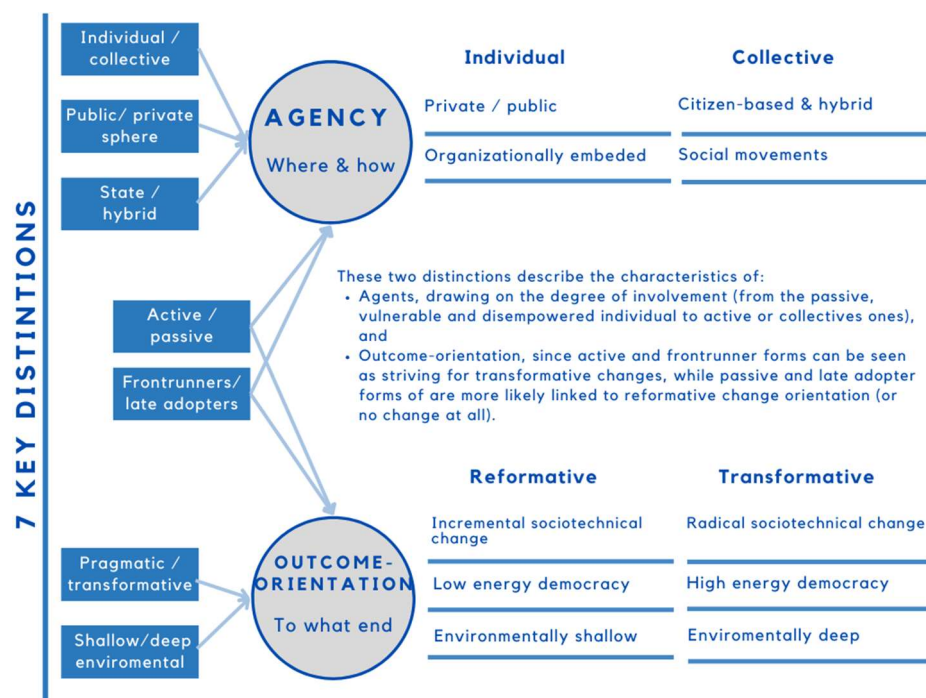 7 KEY DISTINTIONS
Individual /
collective
Public/ private
sphere
State /
hybrid
AGENCY
Where & how
Individual
Collective
Private / public
Citizen-based & hybrid
Organizationally embeded
Social movements
Active /
passive
Frontrunners/
late adopters
These two distinctions describe the characteristics of:
• Agents, drawing on the degree of involvement (from the passive,
vulnerable and disempowered individual to active or collectives ones),
and
• Outcome-orientation, since active and frontrunner forms can be seen
as striving for transformative changes, while passive and late adopter
forms of are more likely linked to reformative change orientation (or
no change at all).
Pragmatic /
transformative
Shallow/deep
enviromental
OUTCOME-
ORIENTATION
To what end
Reformative
Transformative
Incremental sociotechnical
change
Radical sociotechnical change
Low energy democracy
High energy democracy
Environmentally shallow
Enviromentally deep